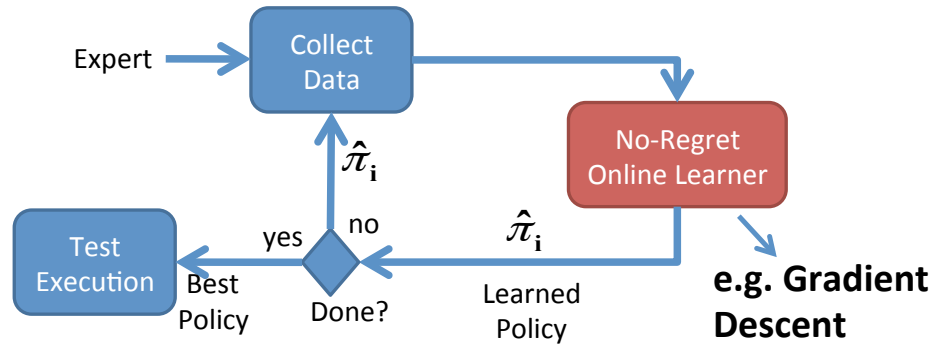 Expert
Collect
Data
No-Regret
Online Learner
π̂ᵢ
no
yes
π̂ᵢ
Test
Execution
Best
Policy
Done?
Learned
Policy
e.g. Gradient
Descent